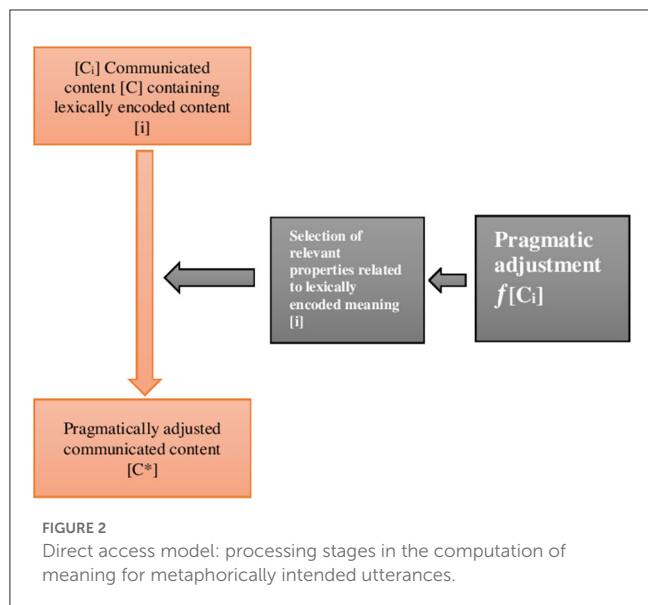 [Cᵢ] Communicated
content [C] containing
lexically encoded content
[i]
Selection of
relevant
properties related
to lexically
encoded meaning
[i]
Pragmatic
adjustment
f[Cᵢ]
Pragmatically adjusted
communicated content
[C*]
FIGURE 2
Direct access model: processing stages in the computation of
meaning for metaphorically intended utterances.